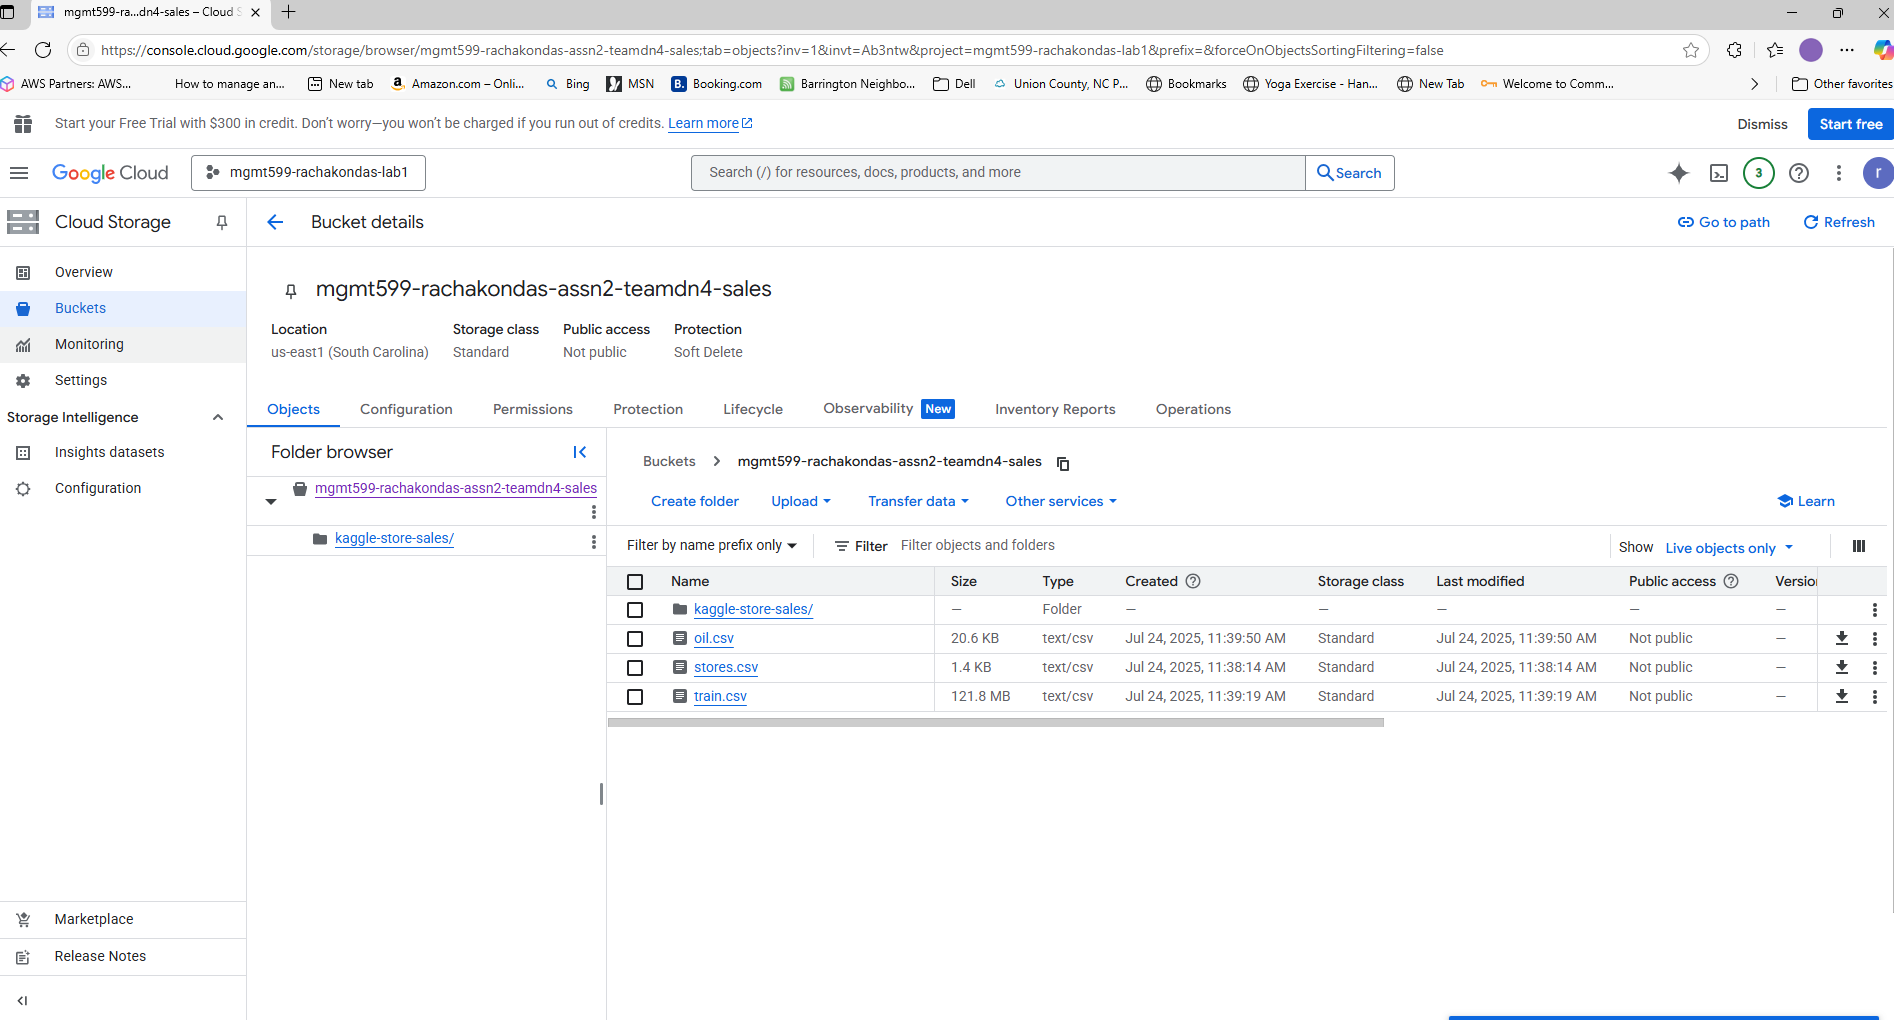 mgmt599-ra...dn4-sales – Cloud S
https://console.cloud.google.com/storage/browser/mgmt599-rachakondas-assn2-teamdn4-sales;tab=objects?inv=1&invt=Ab3ntw&project=mgmt599-rachakondas-lab1&prefix=&forceOnObjectsSortingFiltering=false
AWS Partners: AWS... How to manage an... New tab a Amazon.com – Onli... Bing MSN B. Booking.com Barrington Neighbo... Dell Union County, NC P... Bookmarks Yoga Exercise - Han... New Tab Welcome to Comm... Other favorites
Start your Free Trial with $300 in credit. Don't worry—you won't be charged if you run out of credits. Learn more Dismiss Start free
Google Cloud mgmt599-rachakondas-lab1 Search (/) for resources, docs, products, and more Search 3 r
Cloud Storage Bucket details Go to path Refresh
Overview
Buckets
Monitoring
Settings
Storage Intelligence
Insights datasets
Configuration
Marketplace
Release Notes
mgmt599-rachakondas-assn2-teamdn4-sales
Location Storage class Public access Protection
us-east1 (South Carolina) Standard Not public Soft Delete
Objects Configuration Permissions Protection Lifecycle Observability New Inventory Reports Operations
Folder browser
mgmt599-rachakondas-assn2-teamdn4-sales
kaggle-store-sales/
Buckets > mgmt599-rachakondas-assn2-teamdn4-sales
Create folder Upload Transfer data Other services Learn
Filter by name prefix only Filter Filter objects and folders Show Live objects only
Name Size Type Created Storage class Last modified Public access Version
kaggle-store-sales/ — Folder — — — — —
oil.csv 20.6 KB text/csv Jul 24, 2025, 11:39:50 AM Standard Jul 24, 2025, 11:39:50 AM Not public —
stores.csv 1.4 KB text/csv Jul 24, 2025, 11:38:14 AM Standard Jul 24, 2025, 11:38:14 AM Not public —
train.csv 121.8 MB text/csv Jul 24, 2025, 11:39:19 AM Standard Jul 24, 2025, 11:39:19 AM Not public —